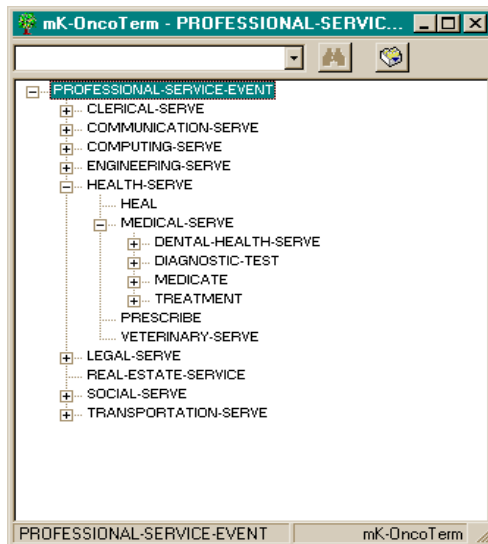 mK-OncoTerm - PROFESSIONAL-SERVIC...
PROFESSIONAL-SERVICE-EVENT
CLERICAL-SERVE
COMMUNICATION-SERVE
COMPUTING-SERVE
ENGINEERING-SERVE
HEALTH-SERVE
HEAL
MEDICAL-SERVE
DENTAL-HEALTH-SERVE
DIAGNOSTIC-TEST
MEDICATE
TREATMENT
PRESCRIBE
VETERINARY-SERVE
LEGAL-SERVE
REAL-ESTATE-SERVICE
SOCIAL-SERVE
TRANSPORTATION-SERVE
PROFESSIONAL-SERVICE-EVENT mK-OncoTerm